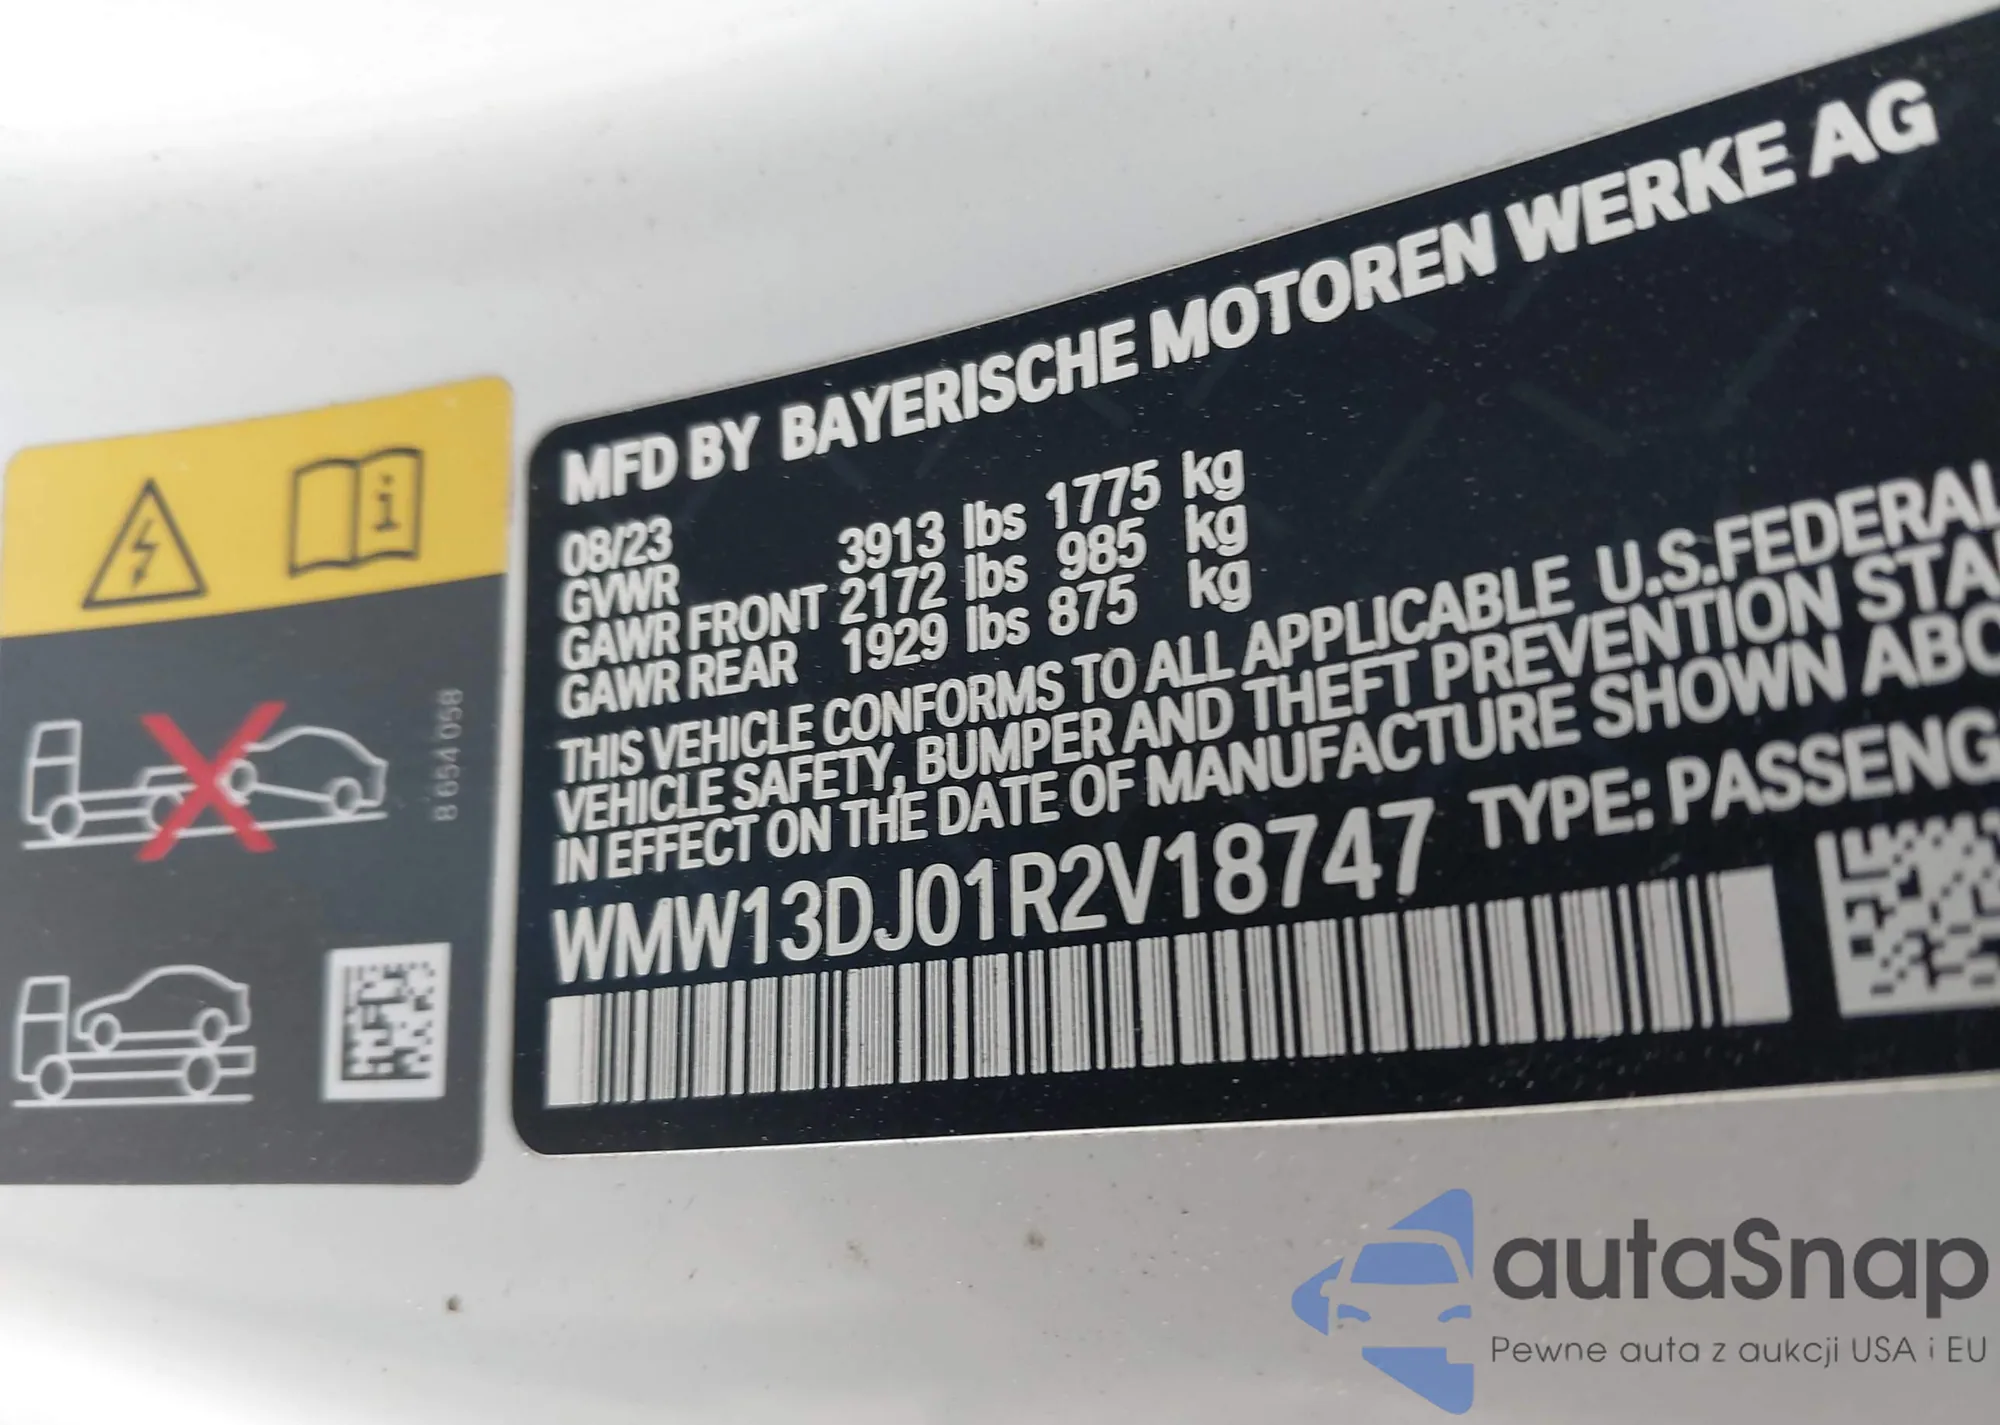 MFD BY BAYERISCHE MOTOREN WERKE AG
08/23
GVWR 3913 lbs 1775 kg
GAWR FRONT 2172 lbs 985 kg
GAWR REAR 1929 lbs 875 kg
THIS VEHICLE CONFORMS TO ALL APPLICABLE U.S.FEDERAL
VEHICLE SAFETY, BUMPER AND THEFT PREVENTION STA
IN EFFECT ON THE DATE OF MANUFACTURE SHOWN ABO
WMW13DJ01R2V18747 TYPE: PASSENG
8 654 058
autaSnap
Pewne auta z aukcji USA i EU